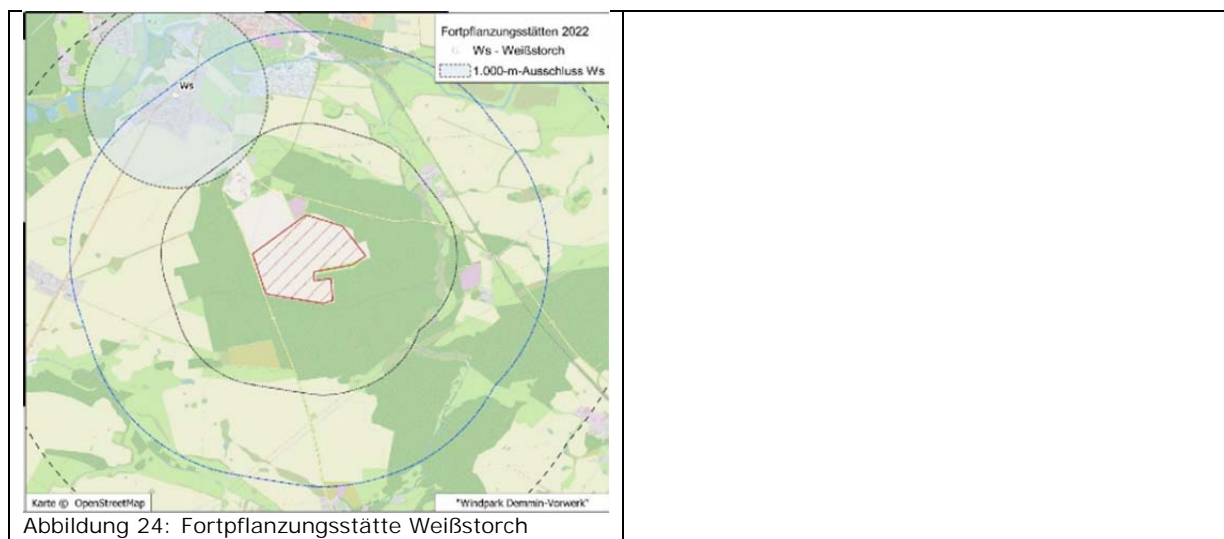 Fortpflanzungsstätten 2022
Ws - Weißstorch
1.000-m-Ausschluss Ws
Ws
Karte © OpenStreetMap
"Windpark Demmin-Vorwerk"
Abbildung 24: Fortpflanzungsstätte Weißstorch